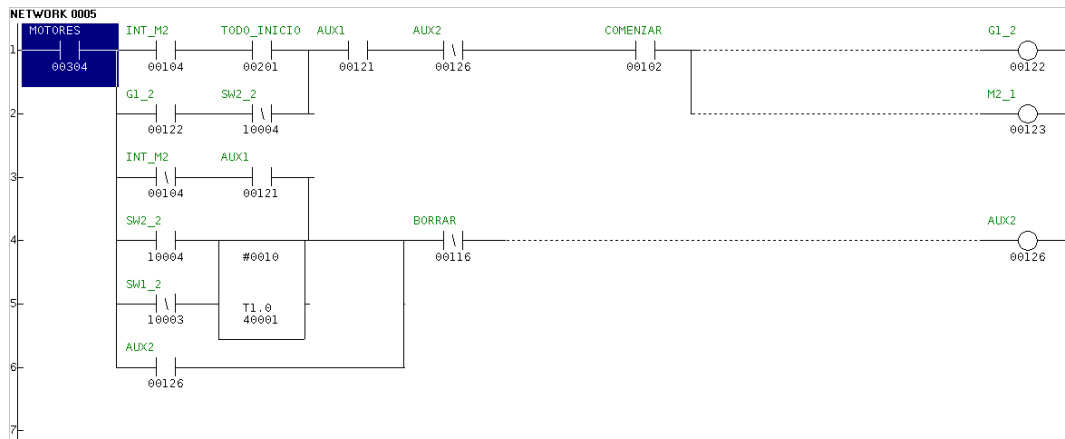 NETWORK 0005
MOTORES INT_M2 TODO_INICIO AUX1 AUX2 COMENZAR G1_2
1
00304 00104 00201 00121 00126 00102 00122
G1_2 SW2_2 M2_1
2
00122 10004 00123
INT_M2 AUX1
3
00104 00121
SW2_2 BORRAR AUX2
4
10004 #0010 00116 00126
SW1_2
5
T1.0
10003 40001
AUX2
6
00126
7